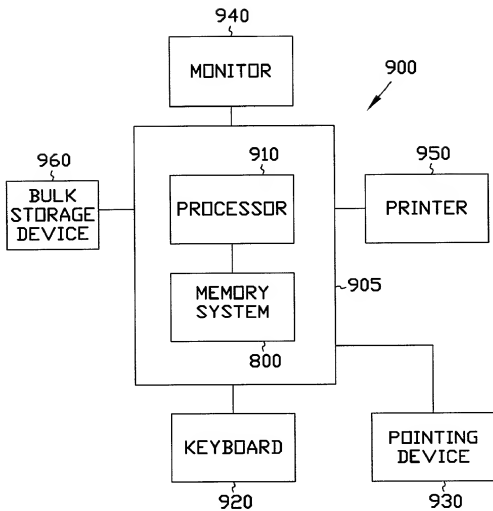 940
MONITOR
900
960
910
950
BULK
STORAGE
DEVICE
PROCESSOR
PRINTER
MEMORY
SYSTEM
905
800
KEYBOARD
POINTING
DEVICE
920
930